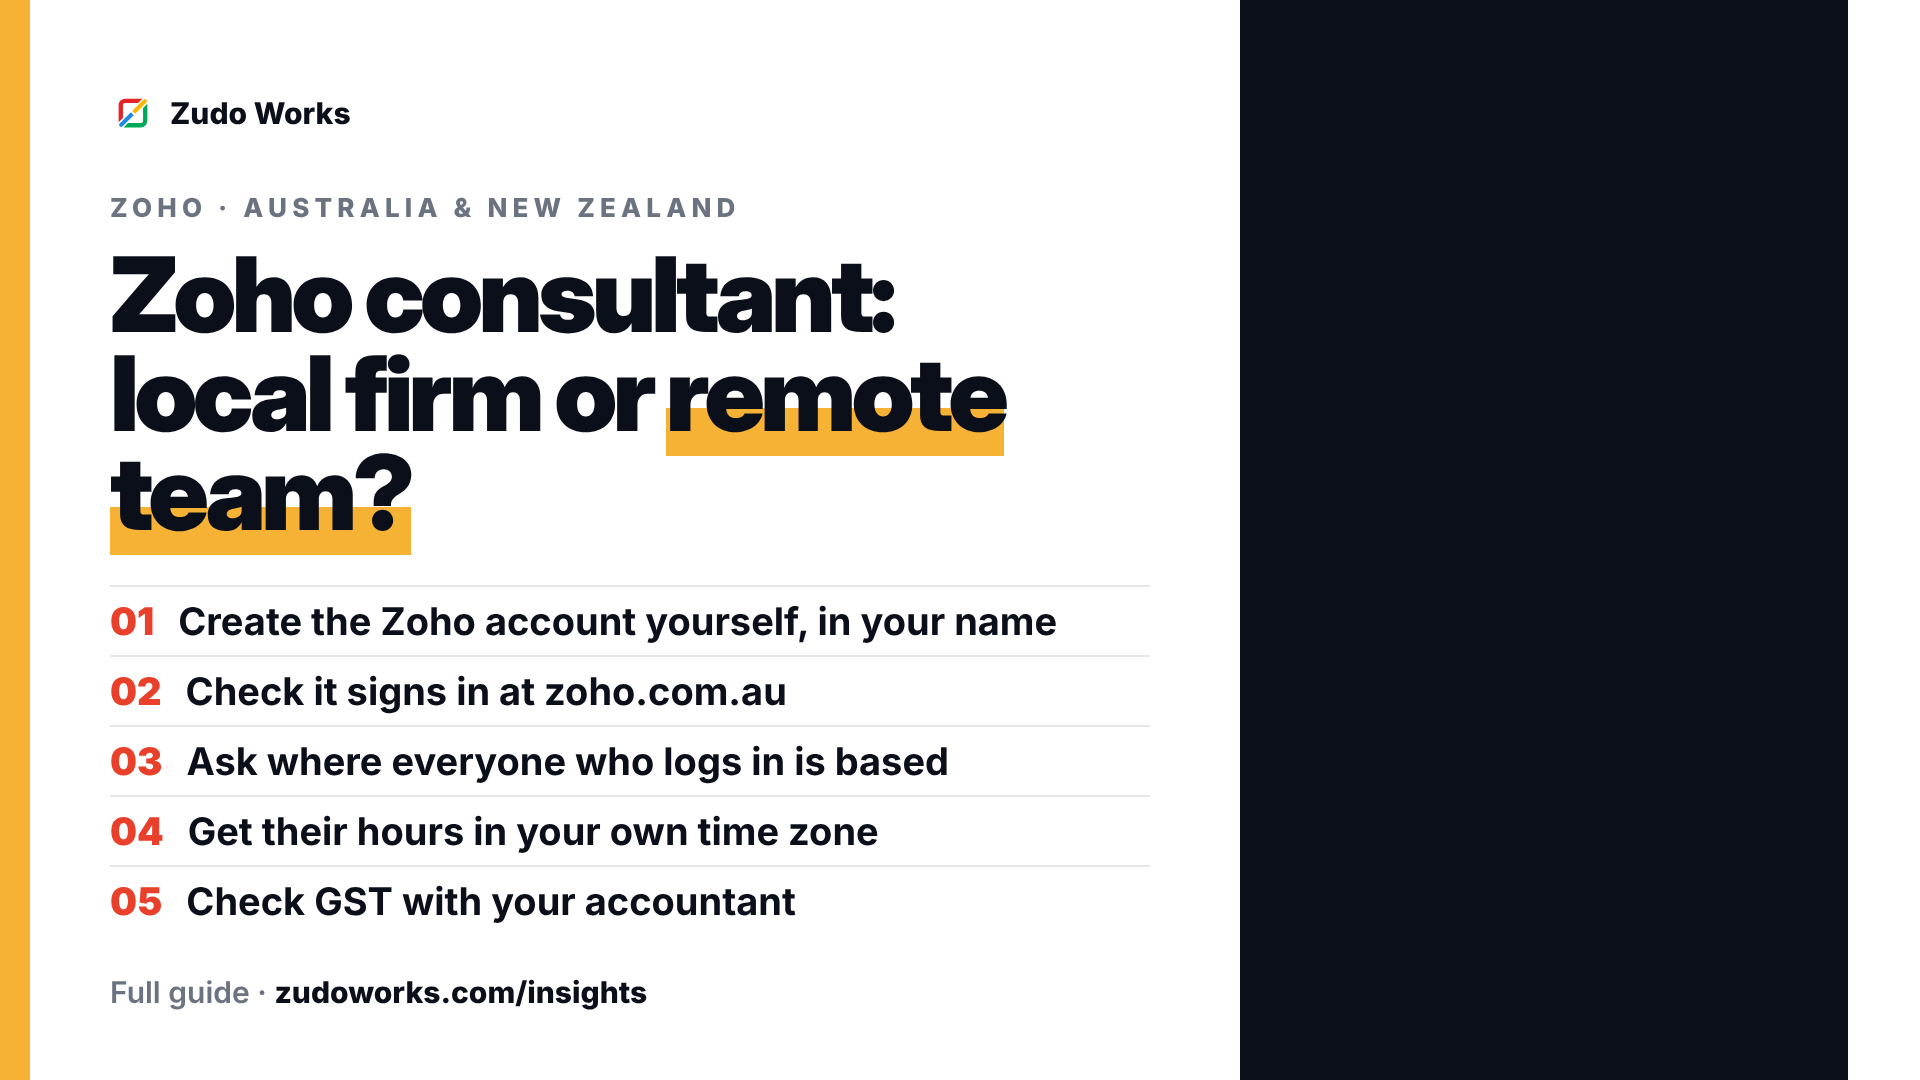 Zudo Works
ZOHO · AUSTRALIA & NEW ZEALAND
Zoho consultant:
local firm or remote
team?
01 Create the Zoho account yourself, in your name
02 Check it signs in at zoho.com.au
03 Ask where everyone who logs in is based
04 Get their hours in your own time zone
05 Check GST with your accountant
Full guide · zudoworks.com/insights